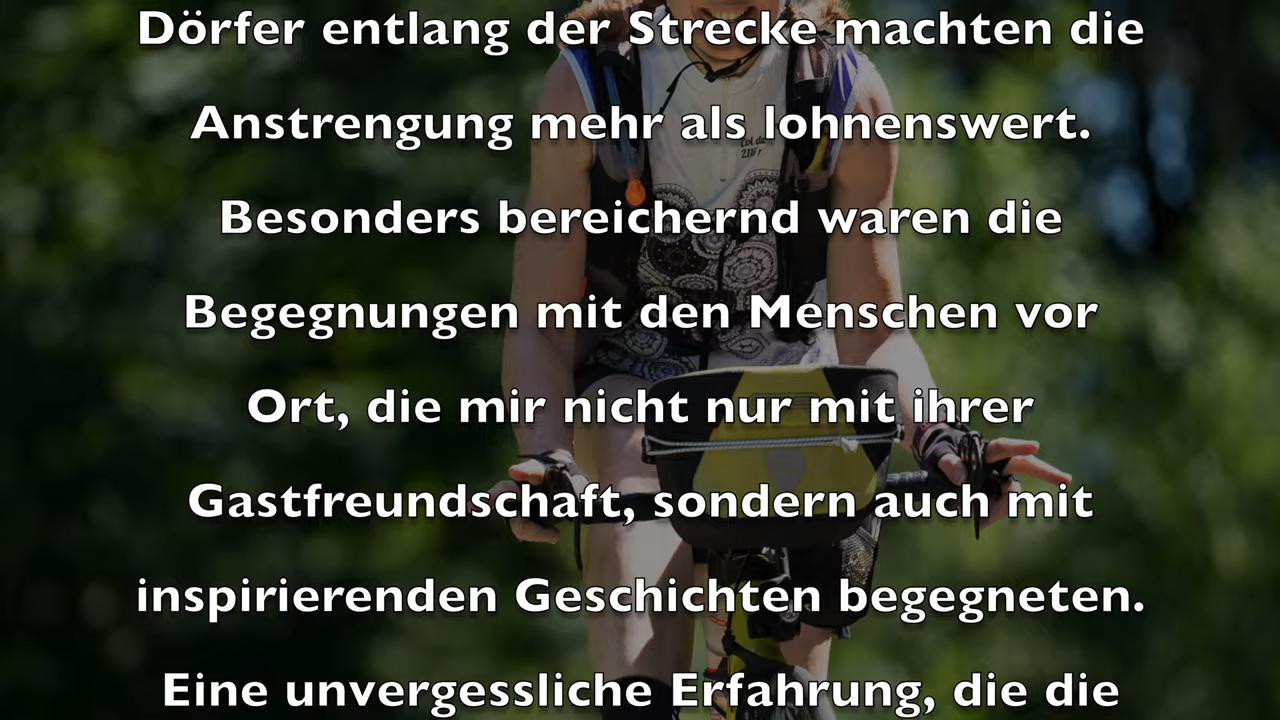 Dörfer entlang der Strecke machten die
Anstrengung mehr als lohnenswert.
Besonders bereichernd waren die
Begegnungen mit den Menschen vor
Ort, die mir nicht nur mit ihrer
Gastfreundschaft, sondern auch mit
inspirierenden Geschichten begegneten.
Eine unvergessliche Erfahrung, die die